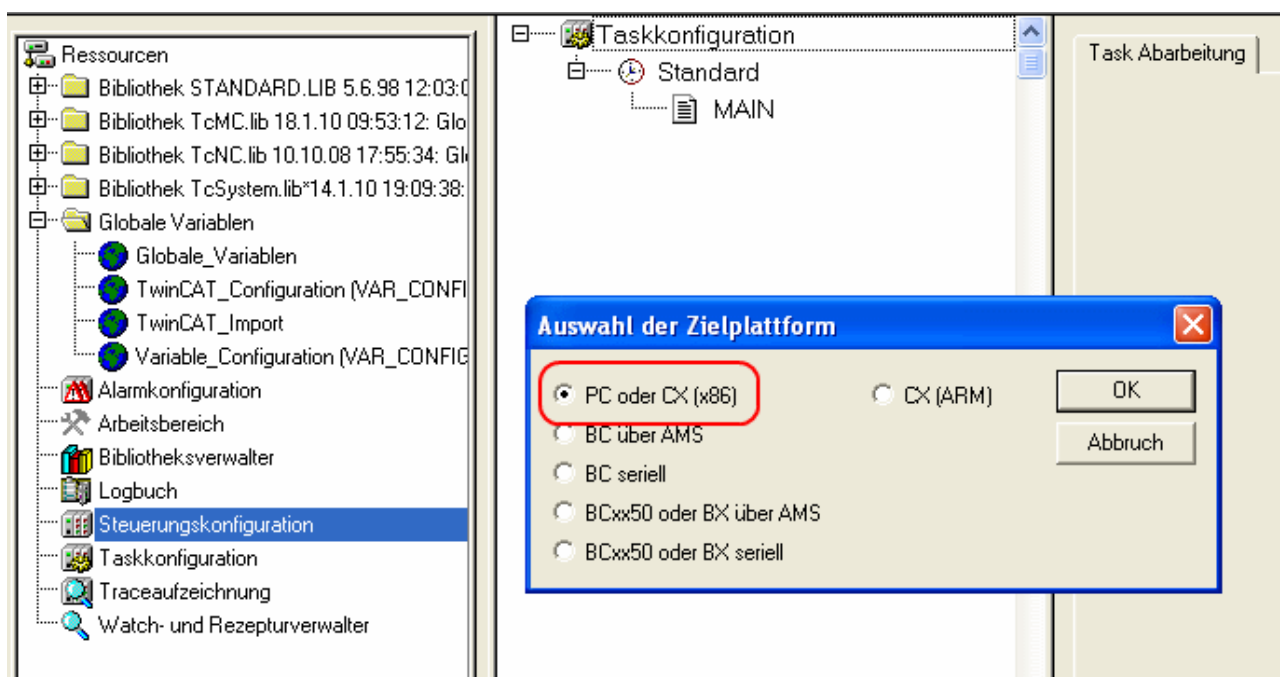 Ressourcen
Bibliothek STANDARD.LIB 5.6.98 12:03:0
Bibliothek TcMC.lib 18.1.10 09:53:12: Glo
Bibliothek TcNC.lib 10.10.08 17:55:34: Gl
Bibliothek TcSystem.lib*14.1.10 19:09:38:
Globale Variablen
Globale_Variablen
TwinCAT_Configuration (VAR_CONFI
TwinCAT_Import
Variable_Configuration (VAR_CONFIG
Alarmkonfiguration
Arbeitsbereich
Bibliotheksverwalter
Logbuch
Steuerungskonfiguration
Taskkonfiguration
Traceaufzeichnung
Watch- und Rezepturverwalter
Taskkonfiguration
Standard
MAIN
Task Abarbeitung
Auswahl der Zielplattform
PC oder CX (x86)
CX (ARM)
BC über AMS
BC seriell
BCxx50 oder BX über AMS
BCxx50 oder BX seriell
OK
Abbruch